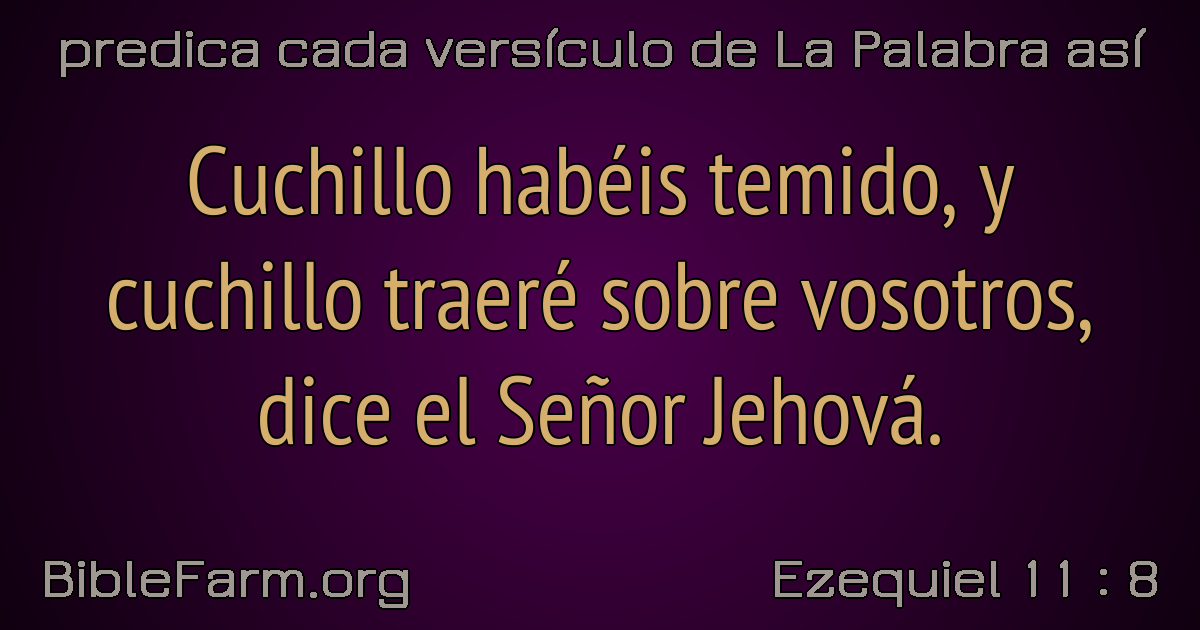 predica cada versículo de La Palabra así
Cuchillo habéis temido, y
cuchillo traeré sobre vosotros,
dice el Señor Jehová.
BibleFarm.org
Ezequiel 11 : 8